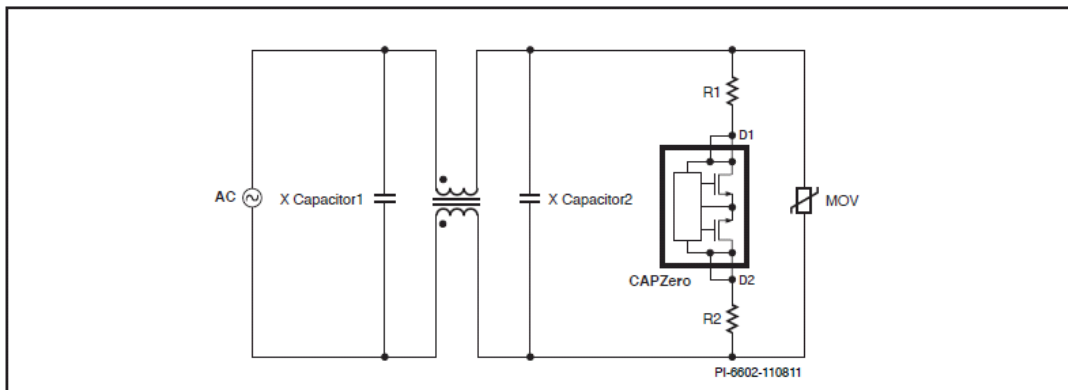 R1
D1
AC
X Capacitor1
X Capacitor2
MOV
CAPZero
D2
R2
PI-6602-110811